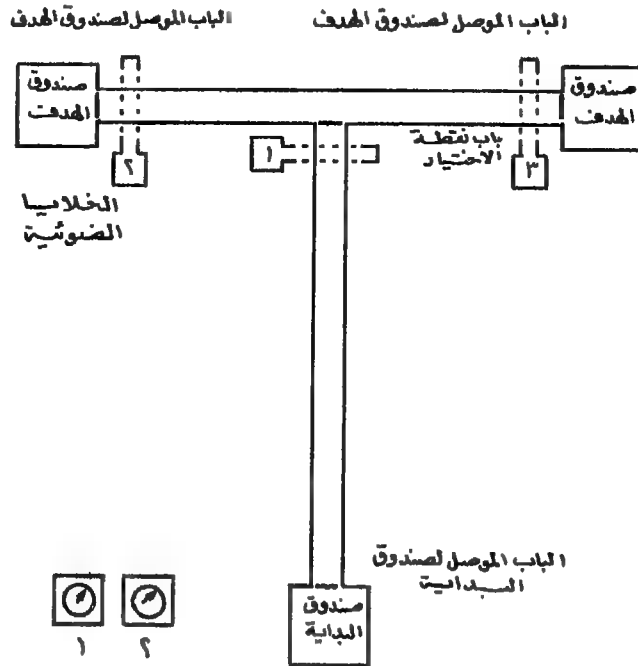 الباب الموصل لصندوق الهدف
الباب الموصل لصندوق الهدف
صندوق
الهدف
صندوق
الهدف
١
باب نقطة
الاختيار
٢
٣
الخلايا
الضوئية
الباب الموصل لصندوق
البداية
صندوق
البداية
١
٢